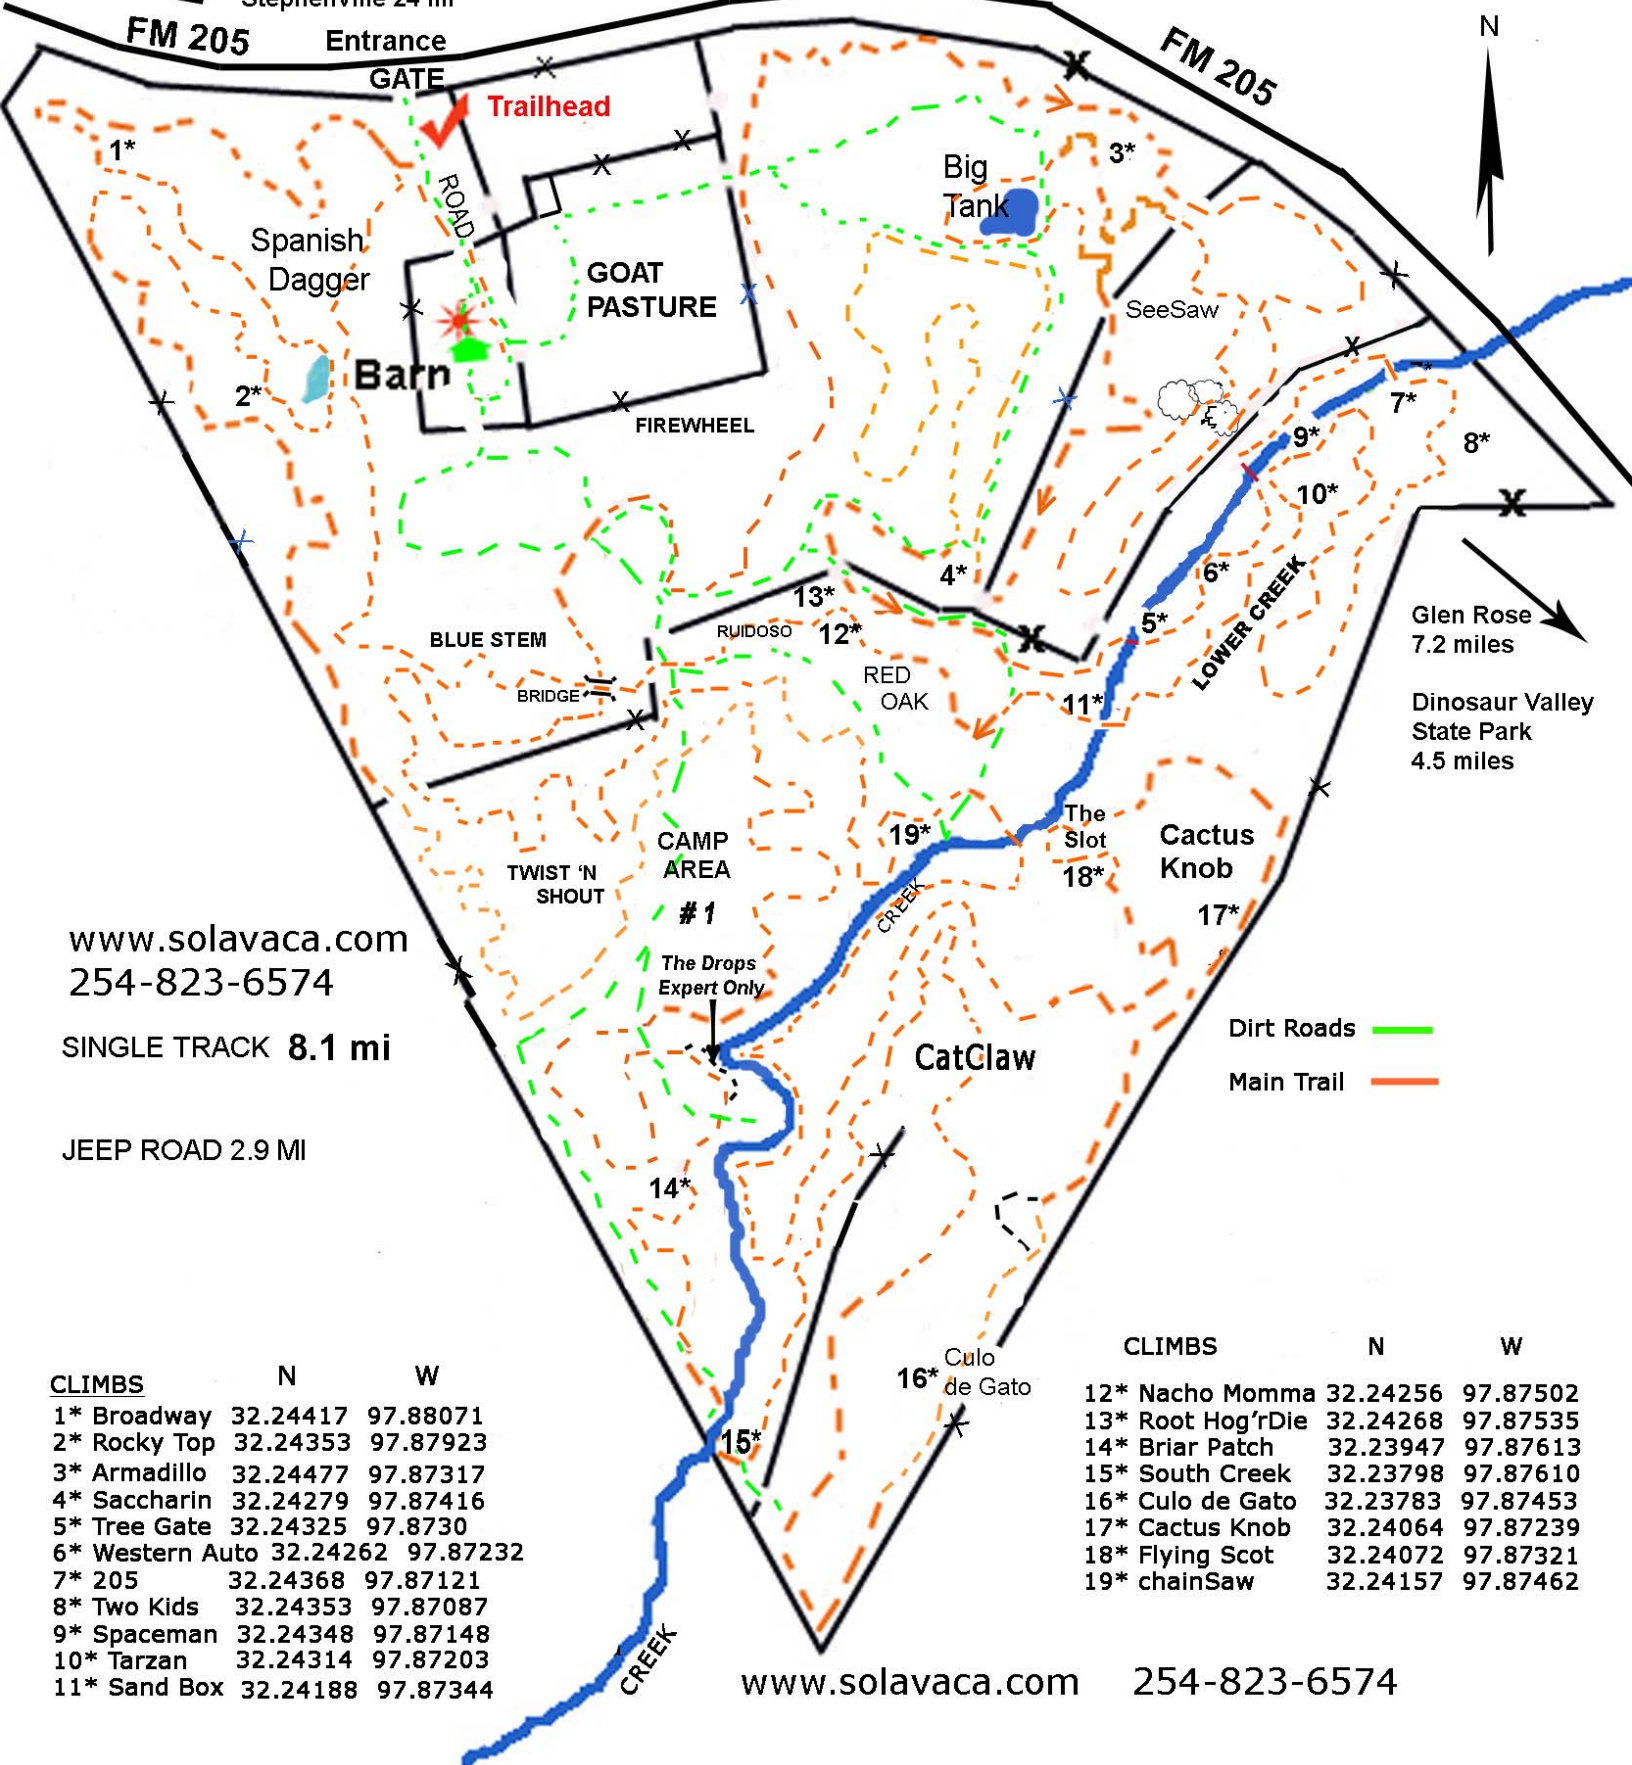 Stephenville 24 mi
FM 205
Entrance
GATE
Trailhead
FM 205
N
1*
ROAD
3*
Big
Tank
Spanish
Dagger
GOAT
PASTURE
SeeSaw
Barn
2*
FIREWHEEL
7*
9*
8*
10*
4*
13*
12*
RUIDOSO
6*
5*
LOWER CREEK
BLUE STEM
BRIDGE
RED
OAK
11*
Glen Rose
7.2 miles
Dinosaur Valley
State Park
4.5 miles
The
Slot
18*
Cactus
Knob
17*
19*
CREEK
CAMP
AREA
# 1
TWIST ‘N
SHOUT
www.solavaca.com
254-823-6574
The Drops
Expert Only
SINGLE TRACK 8.1 mi
CatClaw
Dirt Roads
Main Trail
JEEP ROAD 2.9 MI
14*
16* Culo
de Gato
15*
CREEK
CLIMBS N W
1* Broadway 32.24417 97.88071
2* Rocky Top 32.24353 97.87923
3* Armadillo 32.24477 97.87317
4* Saccharin 32.24279 97.87416
5* Tree Gate 32.24325 97.8730
6* Western Auto 32.24262 97.87232
7* 205 32.24368 97.87121
8* Two Kids 32.24353 97.87087
9* Spaceman 32.24348 97.87148
10* Tarzan 32.24314 97.87203
11* Sand Box 32.24188 97.87344
CLIMBS N W
12* Nacho Momma 32.24256 97.87502
13* Root Hog’rDie 32.24268 97.87535
14* Briar Patch 32.23947 97.87613
15* South Creek 32.23798 97.87610
16* Culo de Gato 32.23783 97.87453
17* Cactus Knob 32.24064 97.87239
18* Flying Scot 32.24072 97.87321
19* chainSaw 32.24157 97.87462
www.solavaca.com 254-823-6574